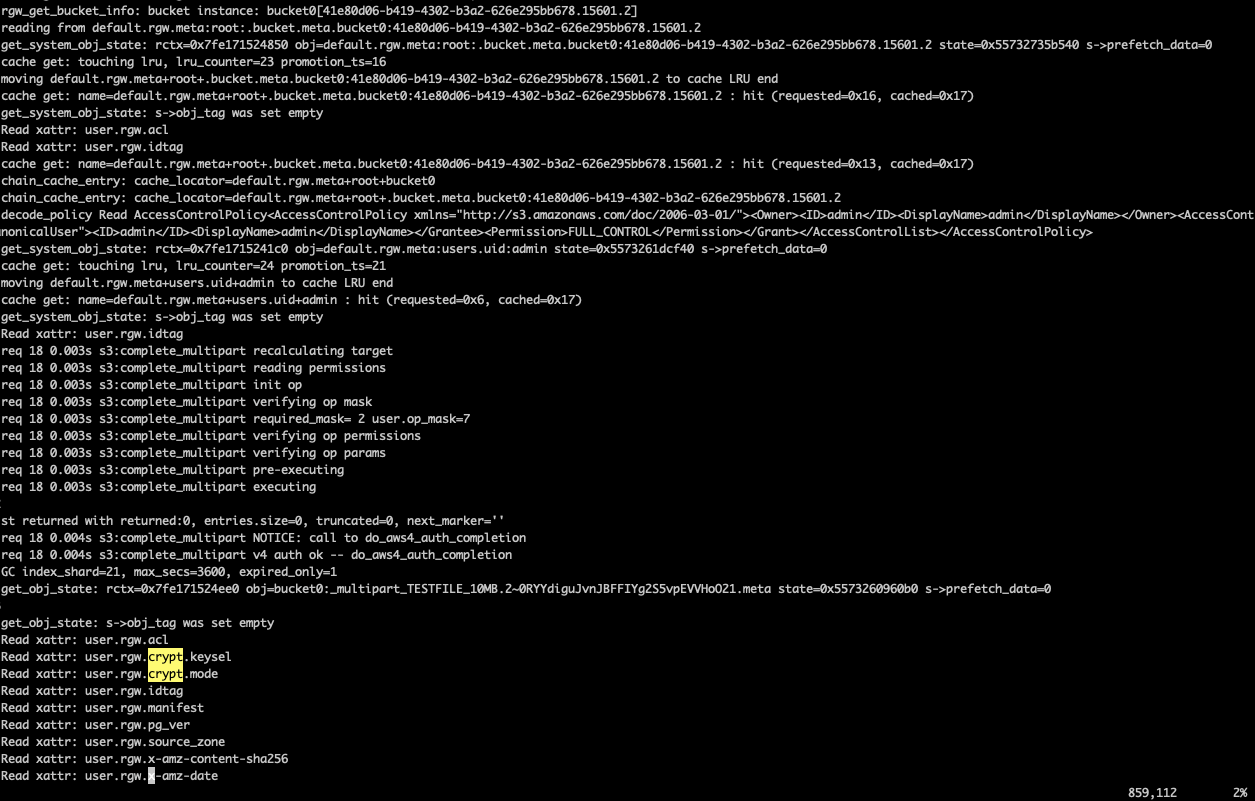 rgw_get_bucket_info: bucket instance: bucket0[41e80d06-b419-4302-b3a2-626e295bb678.15601.2]
reading from default.rgw.meta:root:.bucket.meta.bucket0:41e80d06-b419-4302-b3a2-626e295bb678.15601.2
get_system_obj_state: rctx=0x7fe171524850 obj=default.rgw.meta:root:.bucket.meta.bucket0:41e80d06-b419-4302-b3a2-626e295bb678.15601.2 state=0x55732735b540 s->prefetch_data=0
cache get: touching lru, lru_counter=23 promotion_ts=16
moving default.rgw.meta+root+.bucket.meta.bucket0:41e80d06-b419-4302-b3a2-626e295bb678.15601.2 to cache LRU end
cache get: name=default.rgw.meta+root+.bucket.meta.bucket0:41e80d06-b419-4302-b3a2-626e295bb678.15601.2 : hit (requested=0x16, cached=0x17)
get_system_obj_state: s->obj_tag was set empty
Read xattr: user.rgw.acl
Read xattr: user.rgw.idtag
cache get: name=default.rgw.meta+root+.bucket.meta.bucket0:41e80d06-b419-4302-b3a2-626e295bb678.15601.2 : hit (requested=0x13, cached=0x17)
chain_cache_entry: cache_locator=default.rgw.meta+root+bucket0
chain_cache_entry: cache_locator=default.rgw.meta+root+.bucket.meta.bucket0:41e80d06-b419-4302-b3a2-626e295bb678.15601.2
decode_policy Read AccessControlPolicy<AccessControlPolicy xmlns="http://s3.amazonaws.com/doc/2006-03-01/"><Owner><ID>admin</ID><DisplayName>admin</DisplayName></Owner><AccessCont
nonicalUser"><ID>admin</ID><DisplayName>admin</DisplayName></Grantee><Permission>FULL_CONTROL</Permission></Grant></AccessControlList></AccessControlPolicy>
get_system_obj_state: rctx=0x7fe1715241c0 obj=default.rgw.meta:users.uid:admin state=0x5573261dcf40 s->prefetch_data=0
cache get: touching lru, lru_counter=24 promotion_ts=21
moving default.rgw.meta+users.uid+admin to cache LRU end
cache get: name=default.rgw.meta+users.uid+admin : hit (requested=0x6, cached=0x17)
get_system_obj_state: s->obj_tag was set empty
Read xattr: user.rgw.idtag
req 18 0.003s s3:complete_multipart recalculating target
req 18 0.003s s3:complete_multipart reading permissions
req 18 0.003s s3:complete_multipart init op
req 18 0.003s s3:complete_multipart verifying op mask
req 18 0.003s s3:complete_multipart required_mask= 2 user.op_mask=7
req 18 0.003s s3:complete_multipart verifying op permissions
req 18 0.003s s3:complete_multipart verifying op params
req 18 0.003s s3:complete_multipart pre-executing
req 18 0.003s s3:complete_multipart executing
st returned with returned:0, entries.size=0, truncated=0, next_marker=''
req 18 0.004s s3:complete_multipart NOTICE: call to do_aws4_auth_completion
req 18 0.004s s3:complete_multipart v4 auth ok -- do_aws4_auth_completion
GC index_shard=21, max_secs=3600, expired_only=1
get_obj_state: rctx=0x7fe171524ee0 obj=bucket0:_multipart_TESTFILE_10MB.2~0RYYdiguJvnJBFFIYg2S5vpEVVHoO21.meta state=0x5573260960b0 s->prefetch_data=0
get_obj_state: s->obj_tag was set empty
Read xattr: user.rgw.acl
Read xattr: user.rgw.crypt.keysel
Read xattr: user.rgw.crypt.mode
Read xattr: user.rgw.idtag
Read xattr: user.rgw.manifest
Read xattr: user.rgw.pg_ver
Read xattr: user.rgw.source_zone
Read xattr: user.rgw.x-amz-content-sha256
Read xattr: user.rgw.x-amz-date
859,112 2%